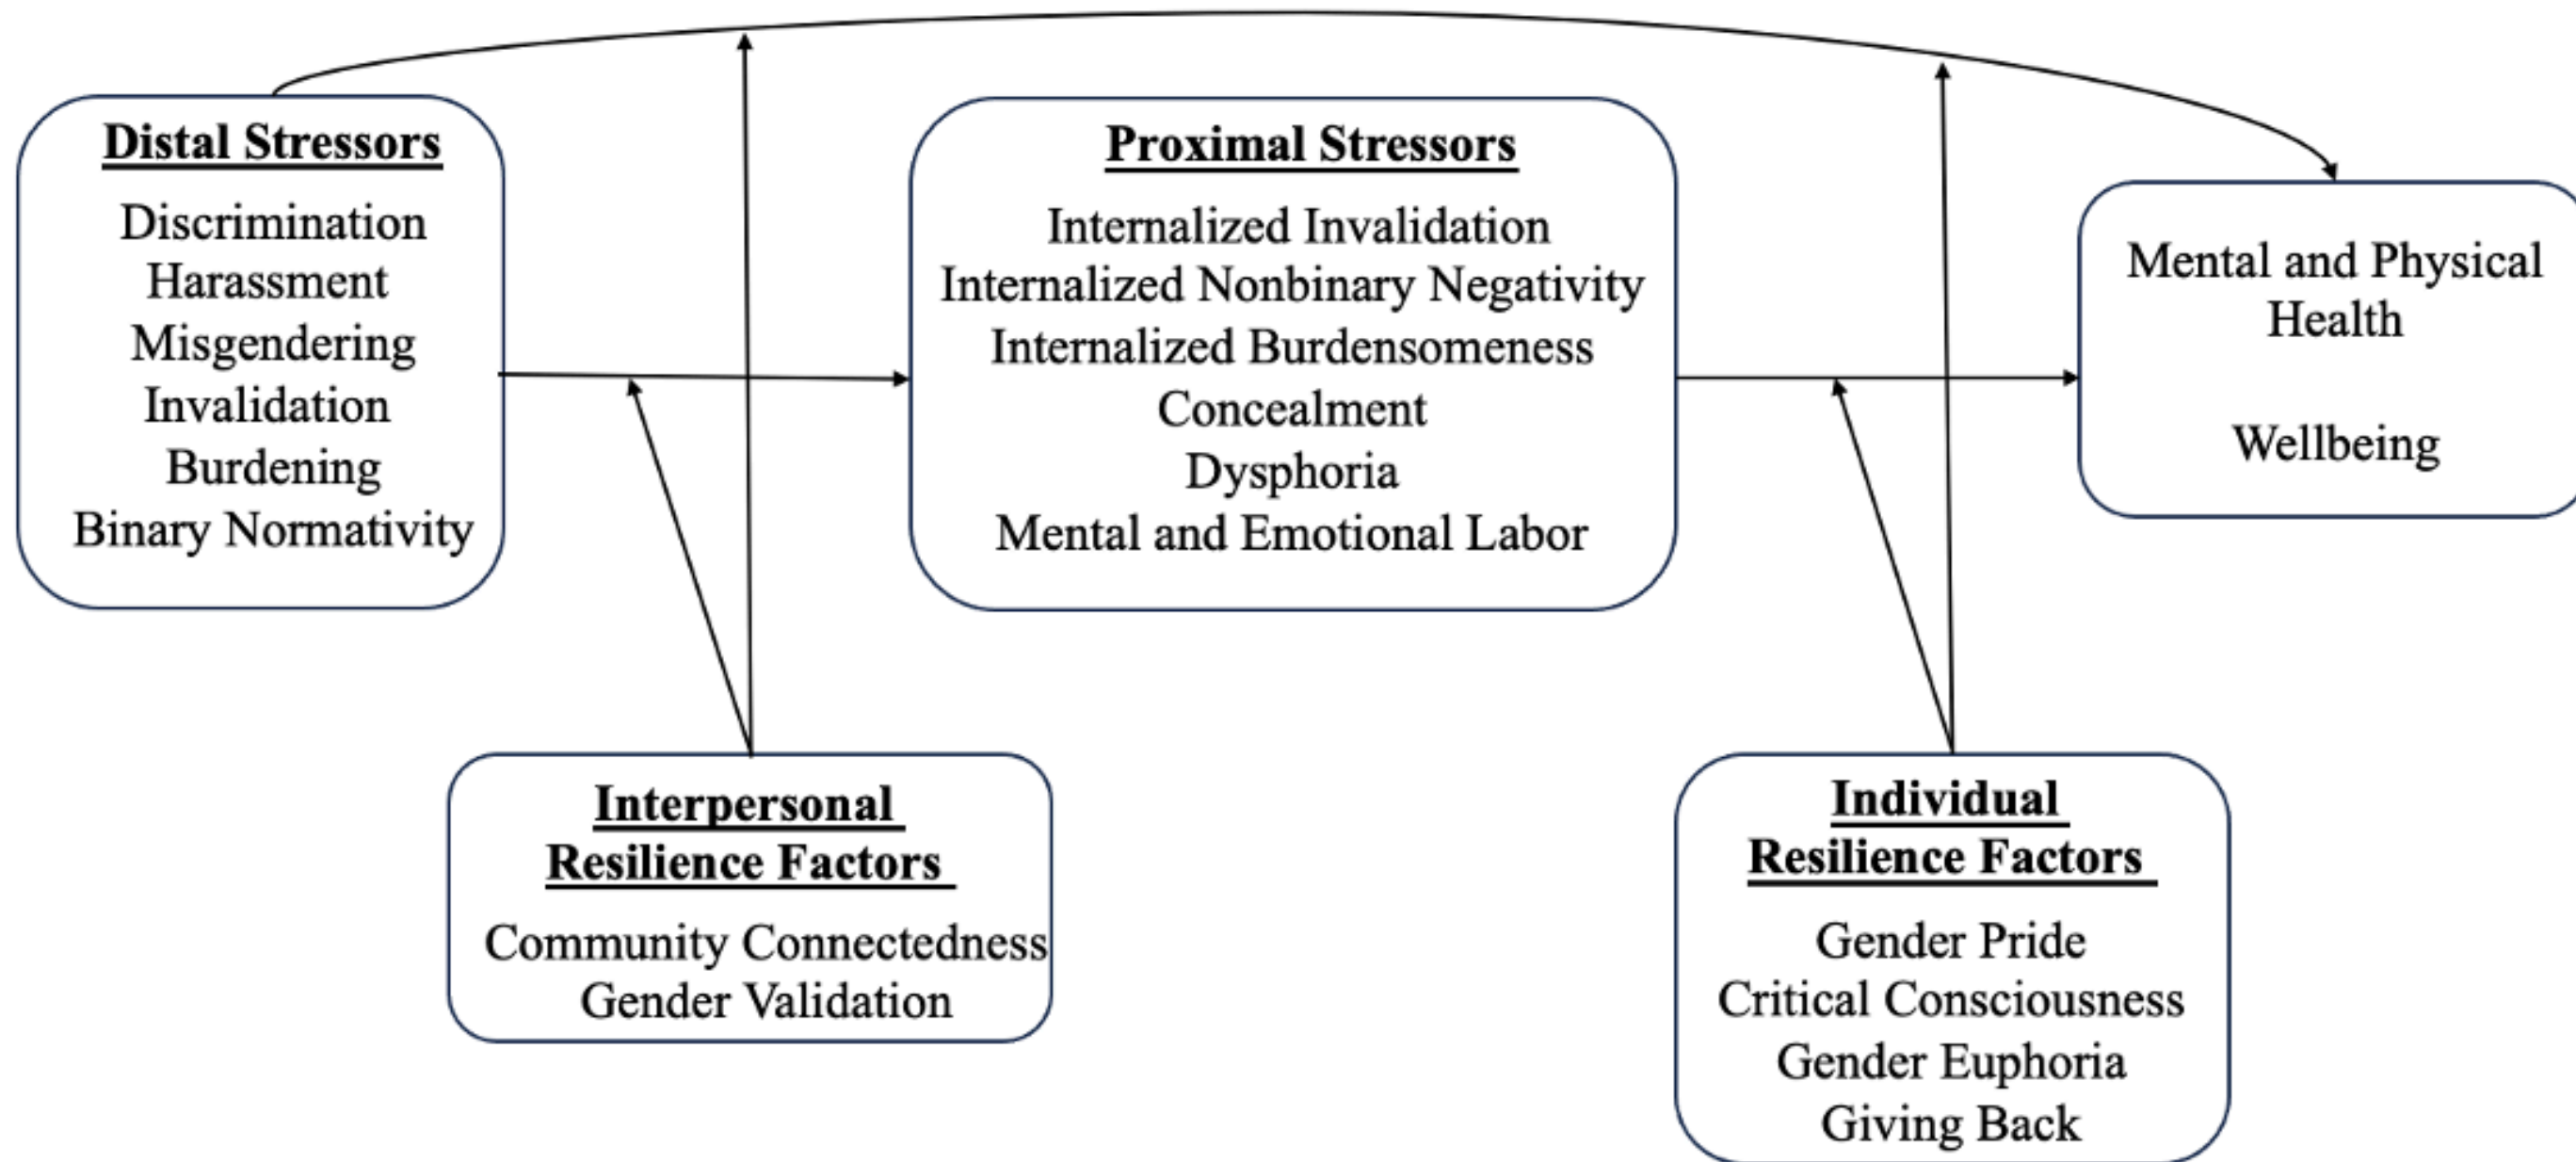 Distal Stressors
Discrimination
Harassment
Misgendering
Invalidation
Burdening
Binary Normativity
Proximal Stressors
Internalized Invalidation
Internalized Nonbinary Negativity
Internalized Burdensomeness
Concealment
Dysphoria
Mental and Emotional Labor
Mental and Physical
Health
Wellbeing
Interpersonal
Resilience Factors
Community Connectedness
Gender Validation
Individual
Resilience Factors
Gender Pride
Critical Consciousness
Gender Euphoria
Giving Back